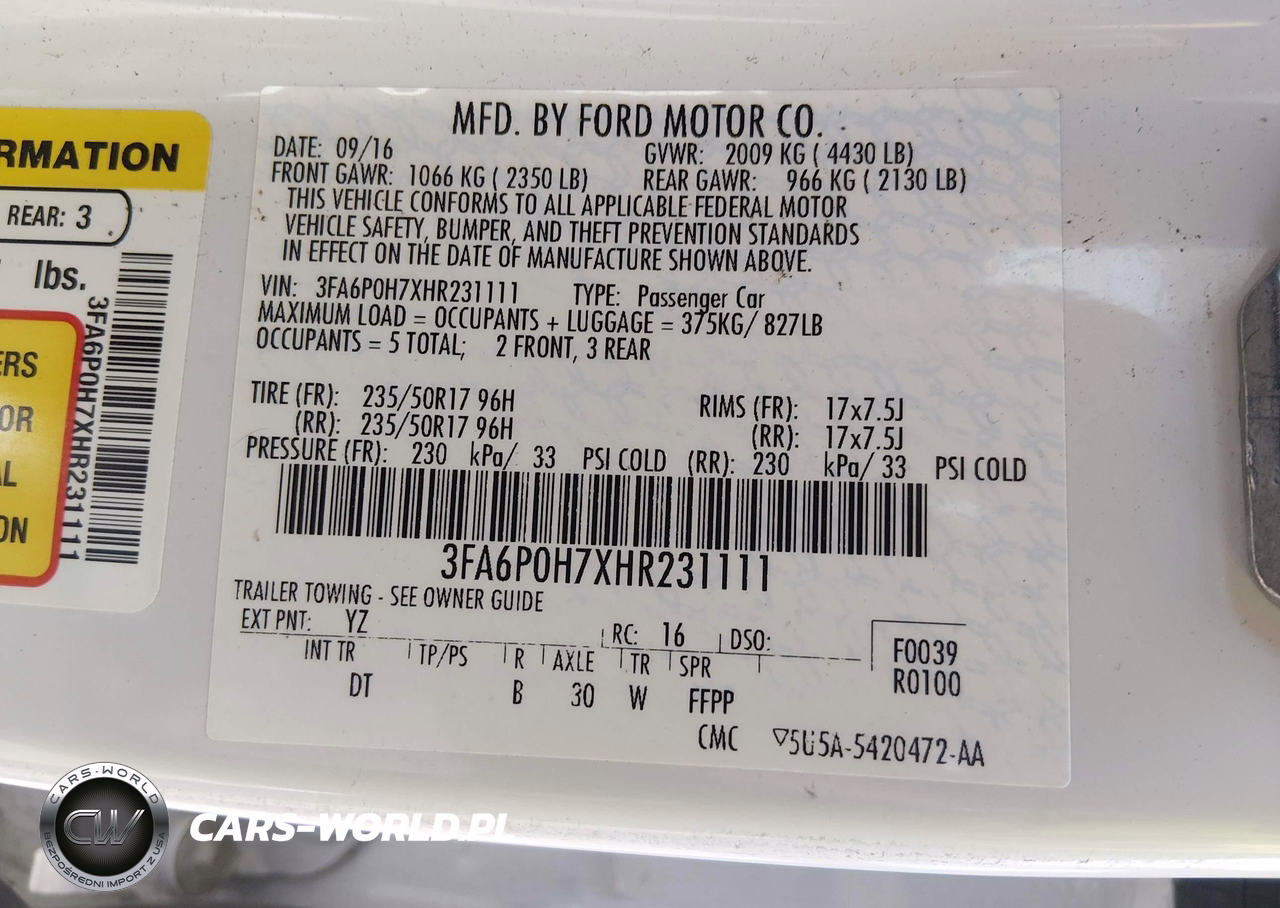 RMATION
REAR: 3
lbs.
ERS
OR
AL
ON
3FA6P0H7XHR231111
MFD. BY FORD MOTOR CO.
DATE: 09/16 GVWR: 2009 KG ( 4430 LB)
FRONT GAWR: 1066 KG ( 2350 LB) REAR GAWR: 966 KG ( 2130 LB)
THIS VEHICLE CONFORMS TO ALL APPLICABLE FEDERAL MOTOR
VEHICLE SAFETY, BUMPER, AND THEFT PREVENTION STANDARDS
IN EFFECT ON THE DATE OF MANUFACTURE SHOWN ABOVE.
VIN: 3FA6P0H7XHR231111 TYPE: Passenger Car
MAXIMUM LOAD = OCCUPANTS + LUGGAGE = 375KG/ 827LB
OCCUPANTS = 5 TOTAL; 2 FRONT, 3 REAR
TIRE (FR): 235/50R17 96H RIMS (FR): 17x7.5J
(RR): 235/50R17 96H (RR): 17x7.5J
PRESSURE (FR): 230 kPa/ 33 PSI COLD (RR): 230 kPa/ 33 PSI COLD
3FA6P0H7XHR231111
TRAILER TOWING - SEE OWNER GUIDE
EXT PNT: YZ RC: 16 DSO:
INT TR TP/PS R AXLE TR SPR
DT B 30 W FFPP
F0039
R0100
CMC ▽5U5A-5420472-AA
CARS-WORLD
CW
BEZPOŚREDNI IMPORT Z USA
CARS-WORLD.PL